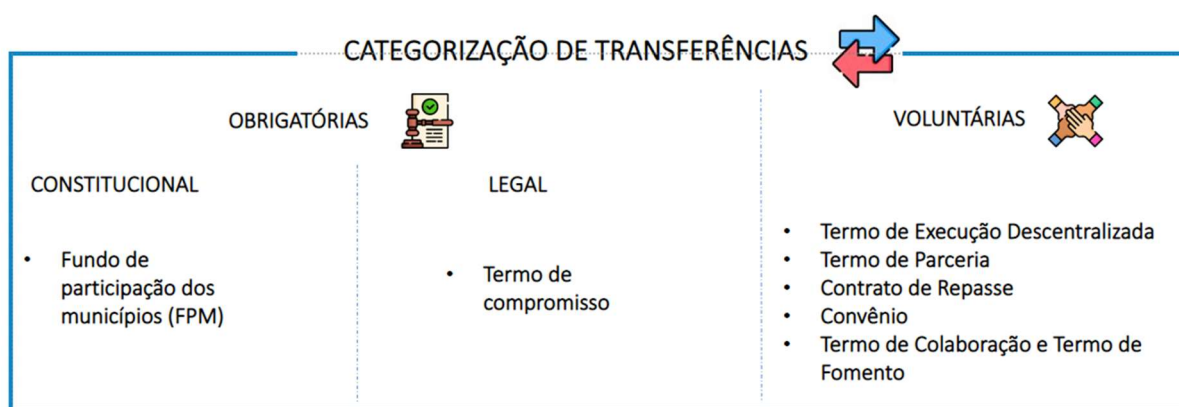 CATEGORIZAÇÃO DE TRANSFERÊNCIAS
OBRIGATÓRIAS
CONSTITUCIONAL
• Fundo de
participação dos
municípios (FPM)
LEGAL
• Termo de
compromisso
VOLUNTÁRIAS
• Termo de Execução Descentralizada
• Termo de Parceria
• Contrato de Repasse
• Convênio
• Termo de Colaboração e Termo de
Fomento